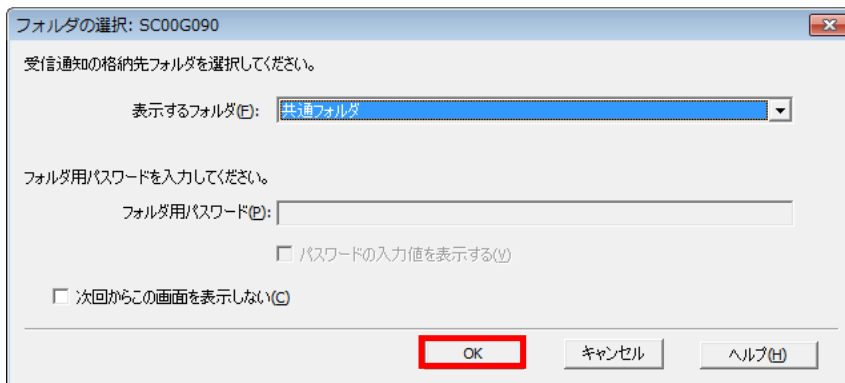 フォルダの選択: SC00G090
受信通知の格納先フォルダを選択してください。
表示するフォルダ(F): 共通フォルダ
フォルダ用パスワードを入力してください。
フォルダ用パスワード(P):
パスワードの入力値を表示する(V)
次回からこの画面を表示しない(C)
OK キャンセル ヘルプ(H)